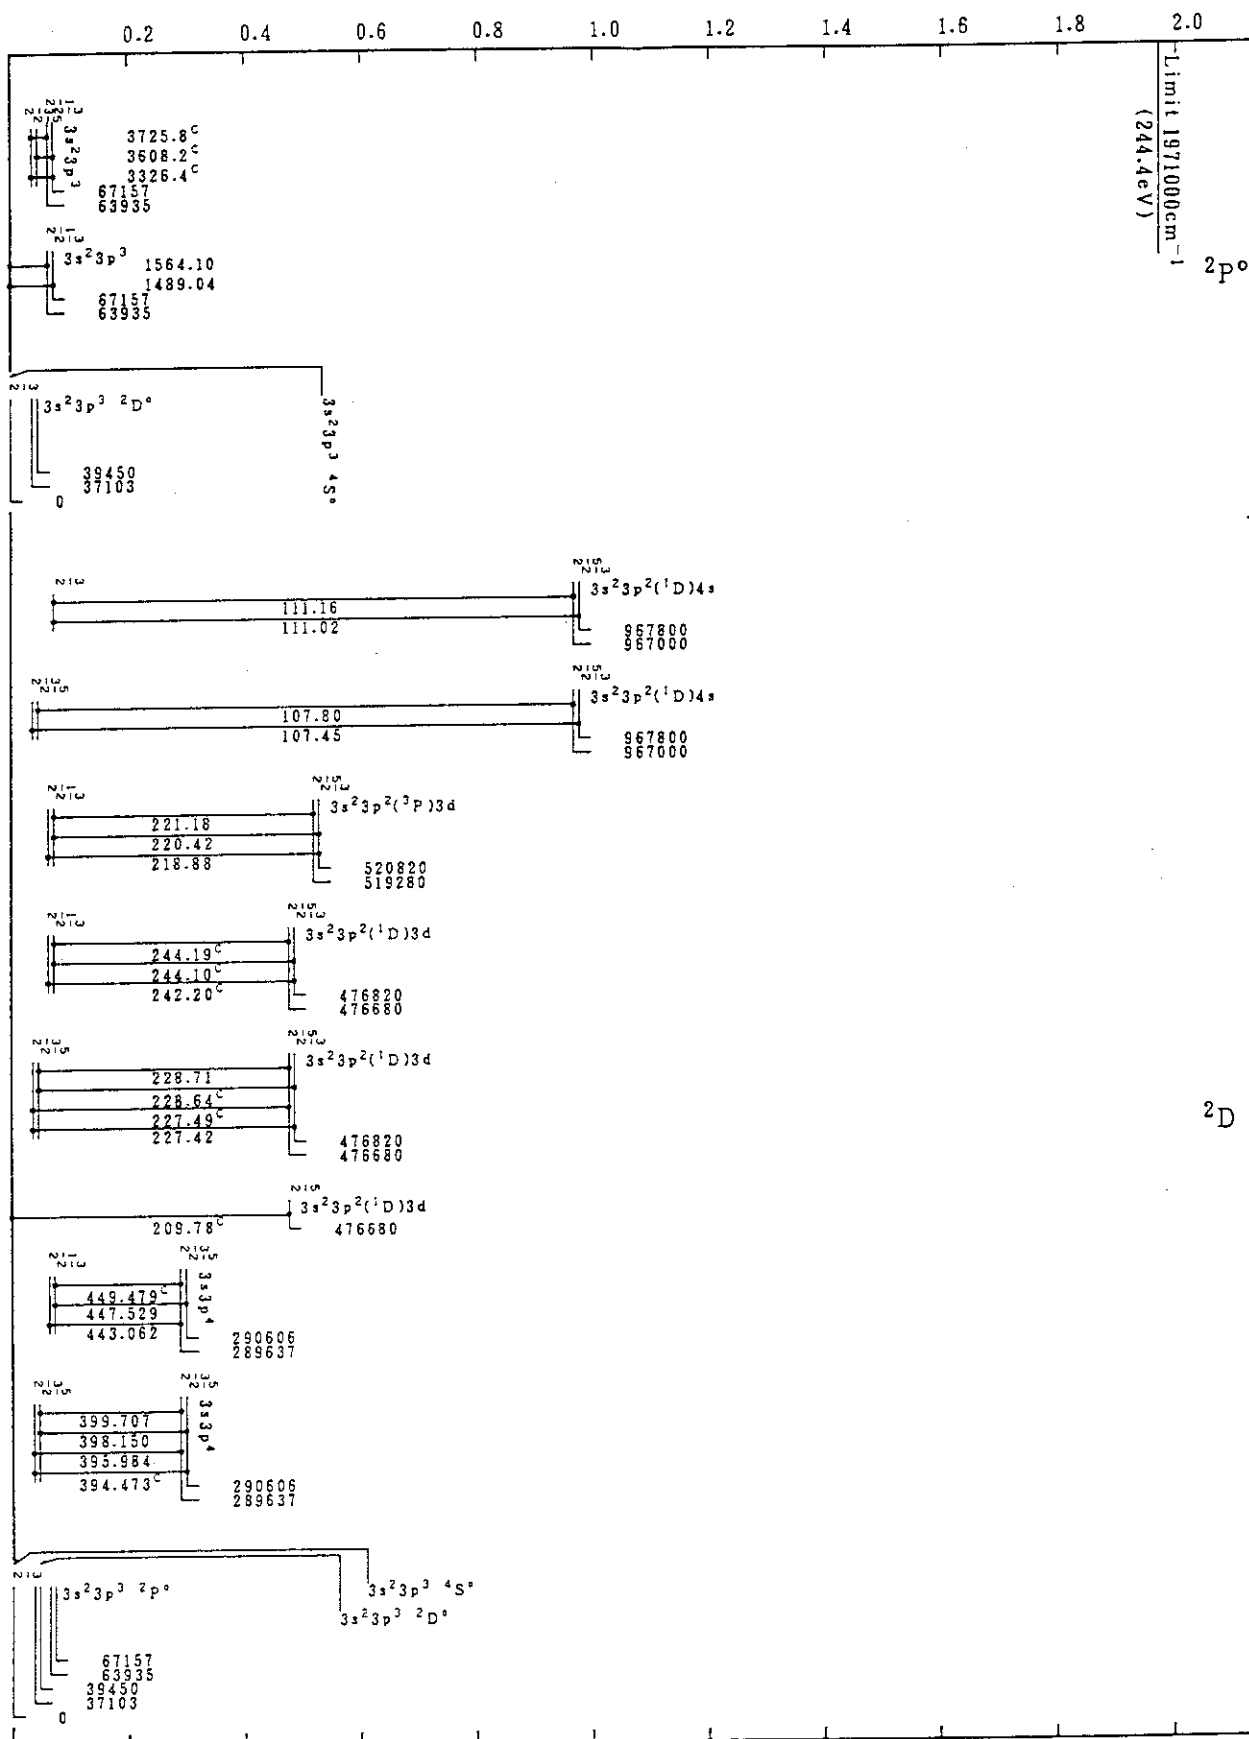 0.2 0.4 0.6 0.8 1.0 1.2 1.4 1.6 1.8 2.0
Limit 1971000cm⁻¹
(244.4eV)
²P°
3s²3p³
3725.8ᶜ
3608.2ᶜ
3326.4ᶜ
67157
63935
3s²3p³
1564.10
1489.04
67157
63935
3s²3p³ ²D°
3s²3p³ ⁴S°
39450
37103
0
3s²3p²(¹D)4s
111.16
111.02
967800
967000
3s²3p²(¹D)4s
107.80
107.45
967800
967000
3s²3p²(³P)3d
221.18
220.42
218.88
520820
519280
3s²3p²(¹D)3d
244.19ᶜ
244.10ᶜ
242.20ᶜ
476820
476680
3s²3p²(¹D)3d
228.71
228.64ᶜ
227.49ᶜ
227.42
476820
476680
²D
3s²3p²(¹D)3d
209.78ᶜ
476680
3s3p⁴
449.479ᶜ
447.529
443.062
290606
289637
3s3p⁴
399.707
398.150
395.984
394.473ᶜ
290606
289637
3s²3p³ ²P°
3s²3p³ ⁴S°
3s²3p³ ²D°
67157
63935
39450
37103
0